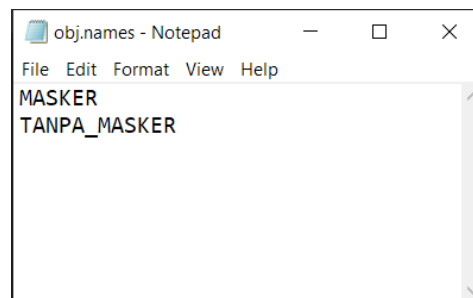 obj.names - Notepad
File Edit Format View Help
MASKER
TANPA_MASKER